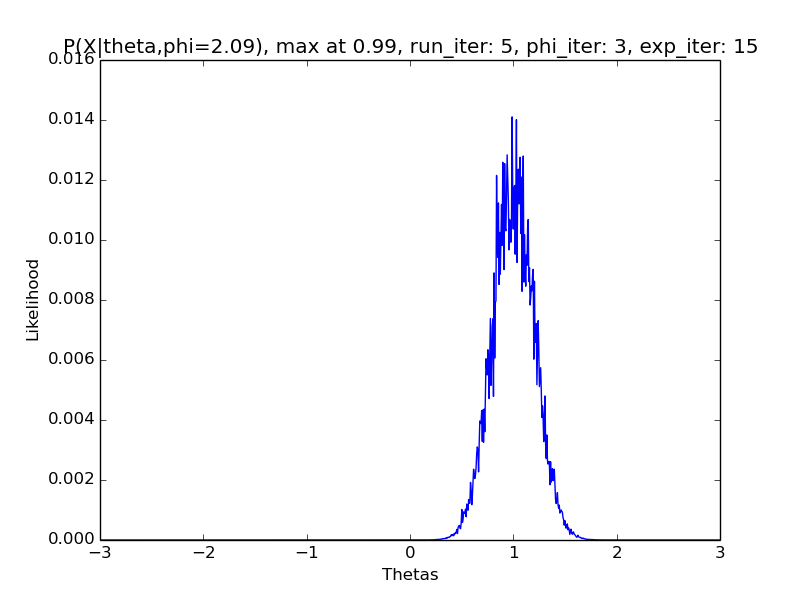 P(X|theta,phi=2.09), max at 0.99, run_iter: 5, phi_iter: 3, exp_iter: 15
0.016
0.014
0.012
0.010
0.008
0.006
0.004
0.002
0.000
Likelihood
−3 −2 −1 0 1 2 3
Thetas